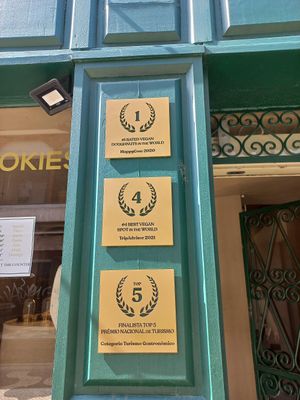 OKIES
1
#1 RATED VEGAN
DOUGHNUTS IN THE WORLD
HappyCow 2020
4
#4 BEST VEGAN
SPOT IN THE WORLD
TripAdvisor 2021
TOP
5
FINALISTA TOP 5
PRÉMIO NACIONAL DE TURISMO
Categoria Turismo Gastronómico